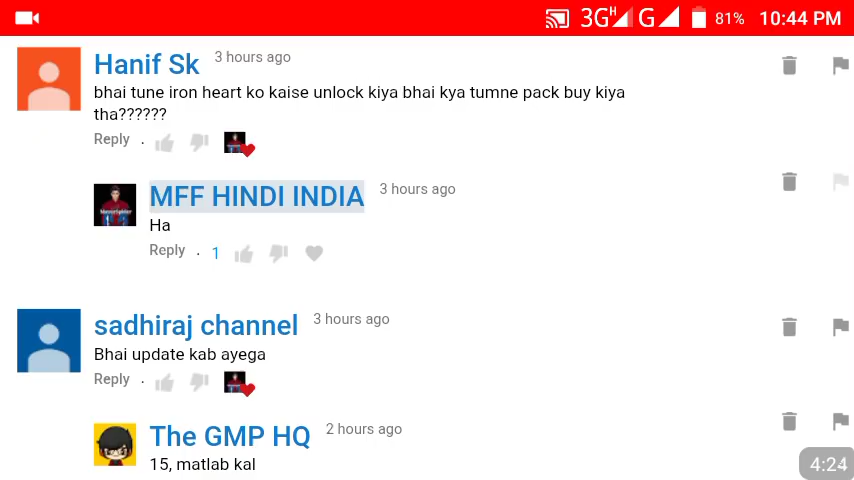 3G H G 81% 10:44 PM
Hanif Sk 3 hours ago
bhai tune iron heart ko kaise unlock kiya bhai kya tumne pack buy kiya
tha??????
Reply .
MFF HINDI INDIA 3 hours ago
Ha
Reply . 1
sadhiraj channel 3 hours ago
Bhai update kab ayega
Reply .
The GMP HQ 2 hours ago
15, matlab kal
4:24